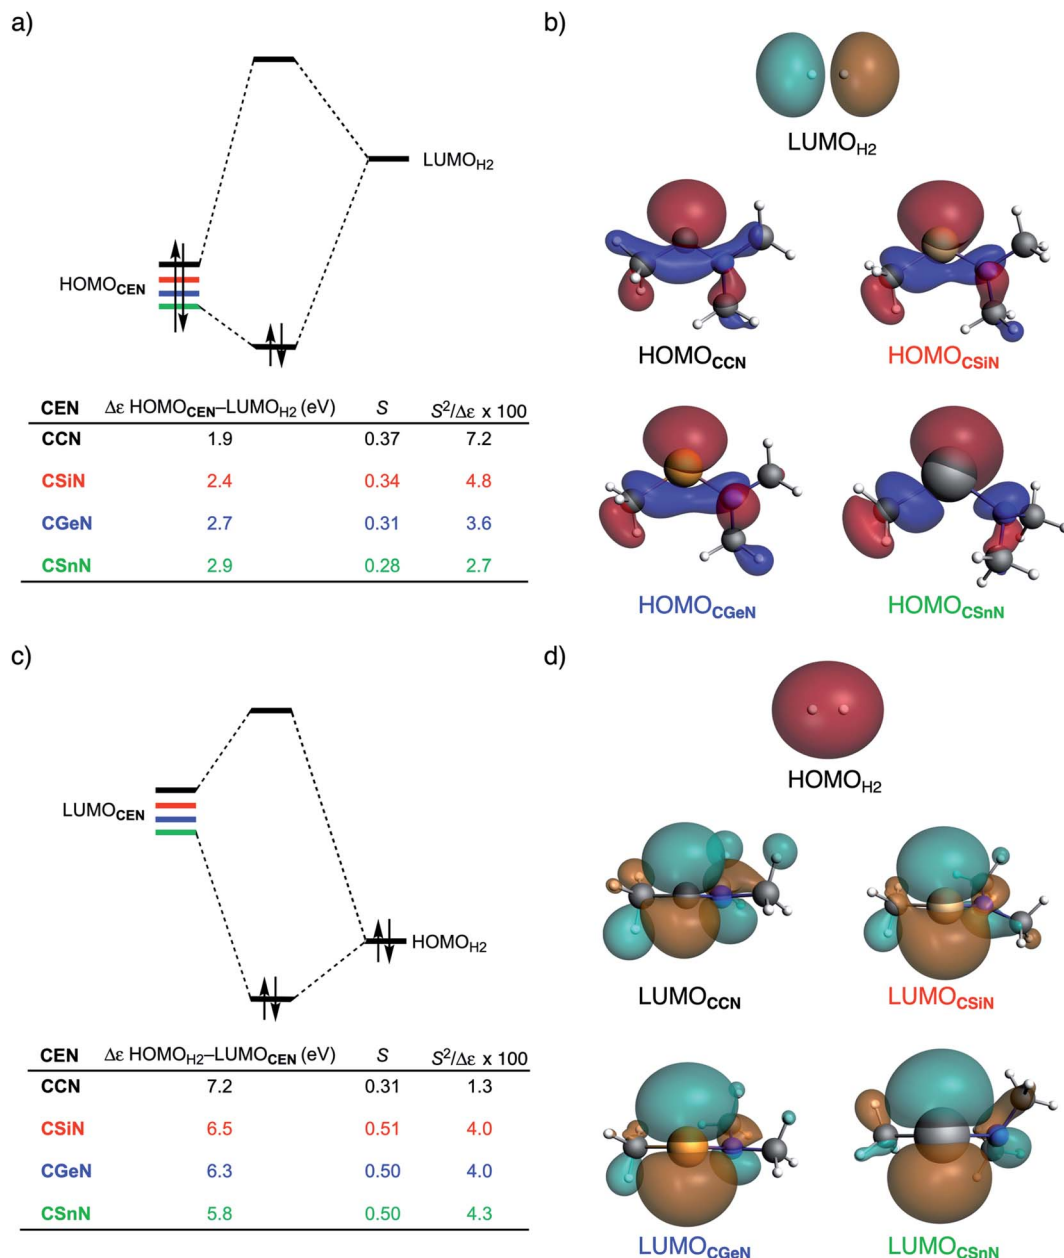 a)
LUMOH2
HOMOCEN
CEN Δε HOMOCEN–LUMOH2 (eV) S S2/Δε x 100
CCN 1.9 0.37 7.2
CSiN 2.4 0.34 4.8
CGeN 2.7 0.31 3.6
CSnN 2.9 0.28 2.7
b)
LUMOH2
HOMOCCN HOMOCSiN
HOMOCGeN HOMOCSnN
c)
LUMOCEN
HOMOH2
CEN Δε HOMOH2–LUMOCEN (eV) S S2/Δε x 100
CCN 7.2 0.31 1.3
CSiN 6.5 0.51 4.0
CGeN 6.3 0.50 4.0
CSnN 5.8 0.50 4.3
d)
HOMOH2
LUMOCCN LUMOCSiN
LUMOCGeN LUMOCSnN